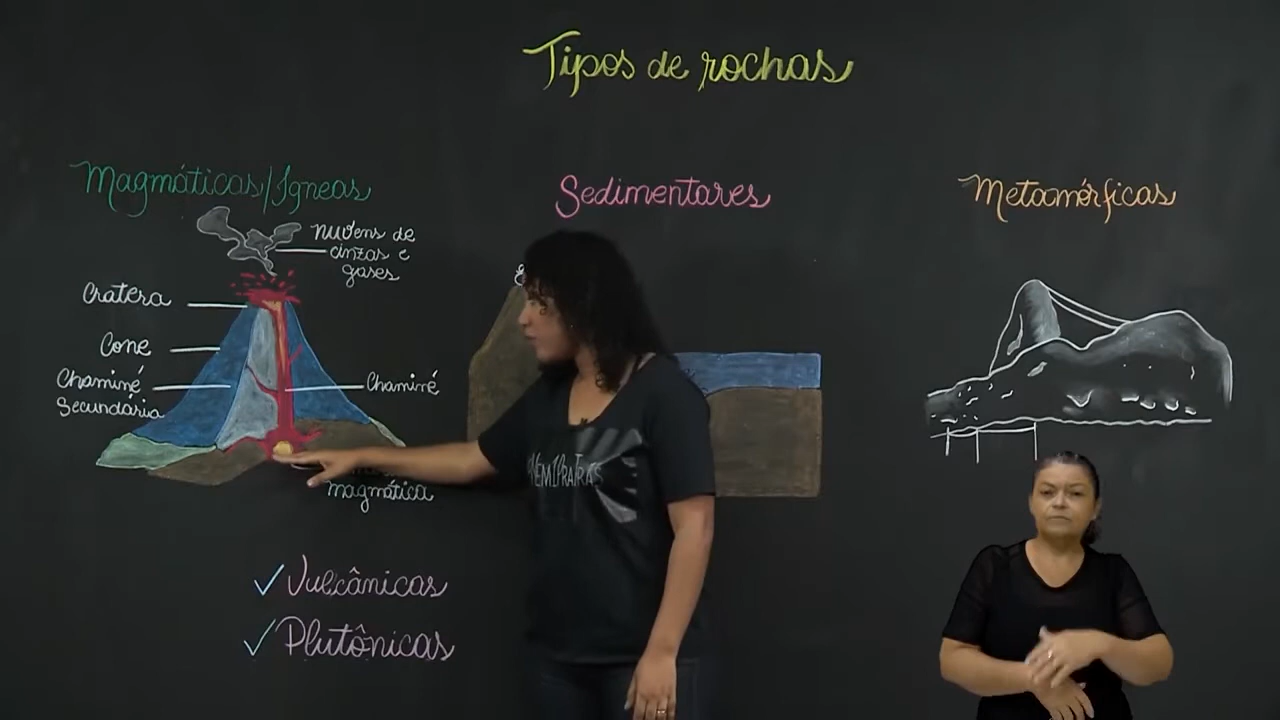 Tipos de rochas
Magmáticas/Ígneas
Sedimentares
Metamórficas
nuvens de
cinzas e
gases
Cratera
Cone
Chaminé
Secundária
Chaminé
magmática
✓ Vulcânicas
✓ Plutônicas